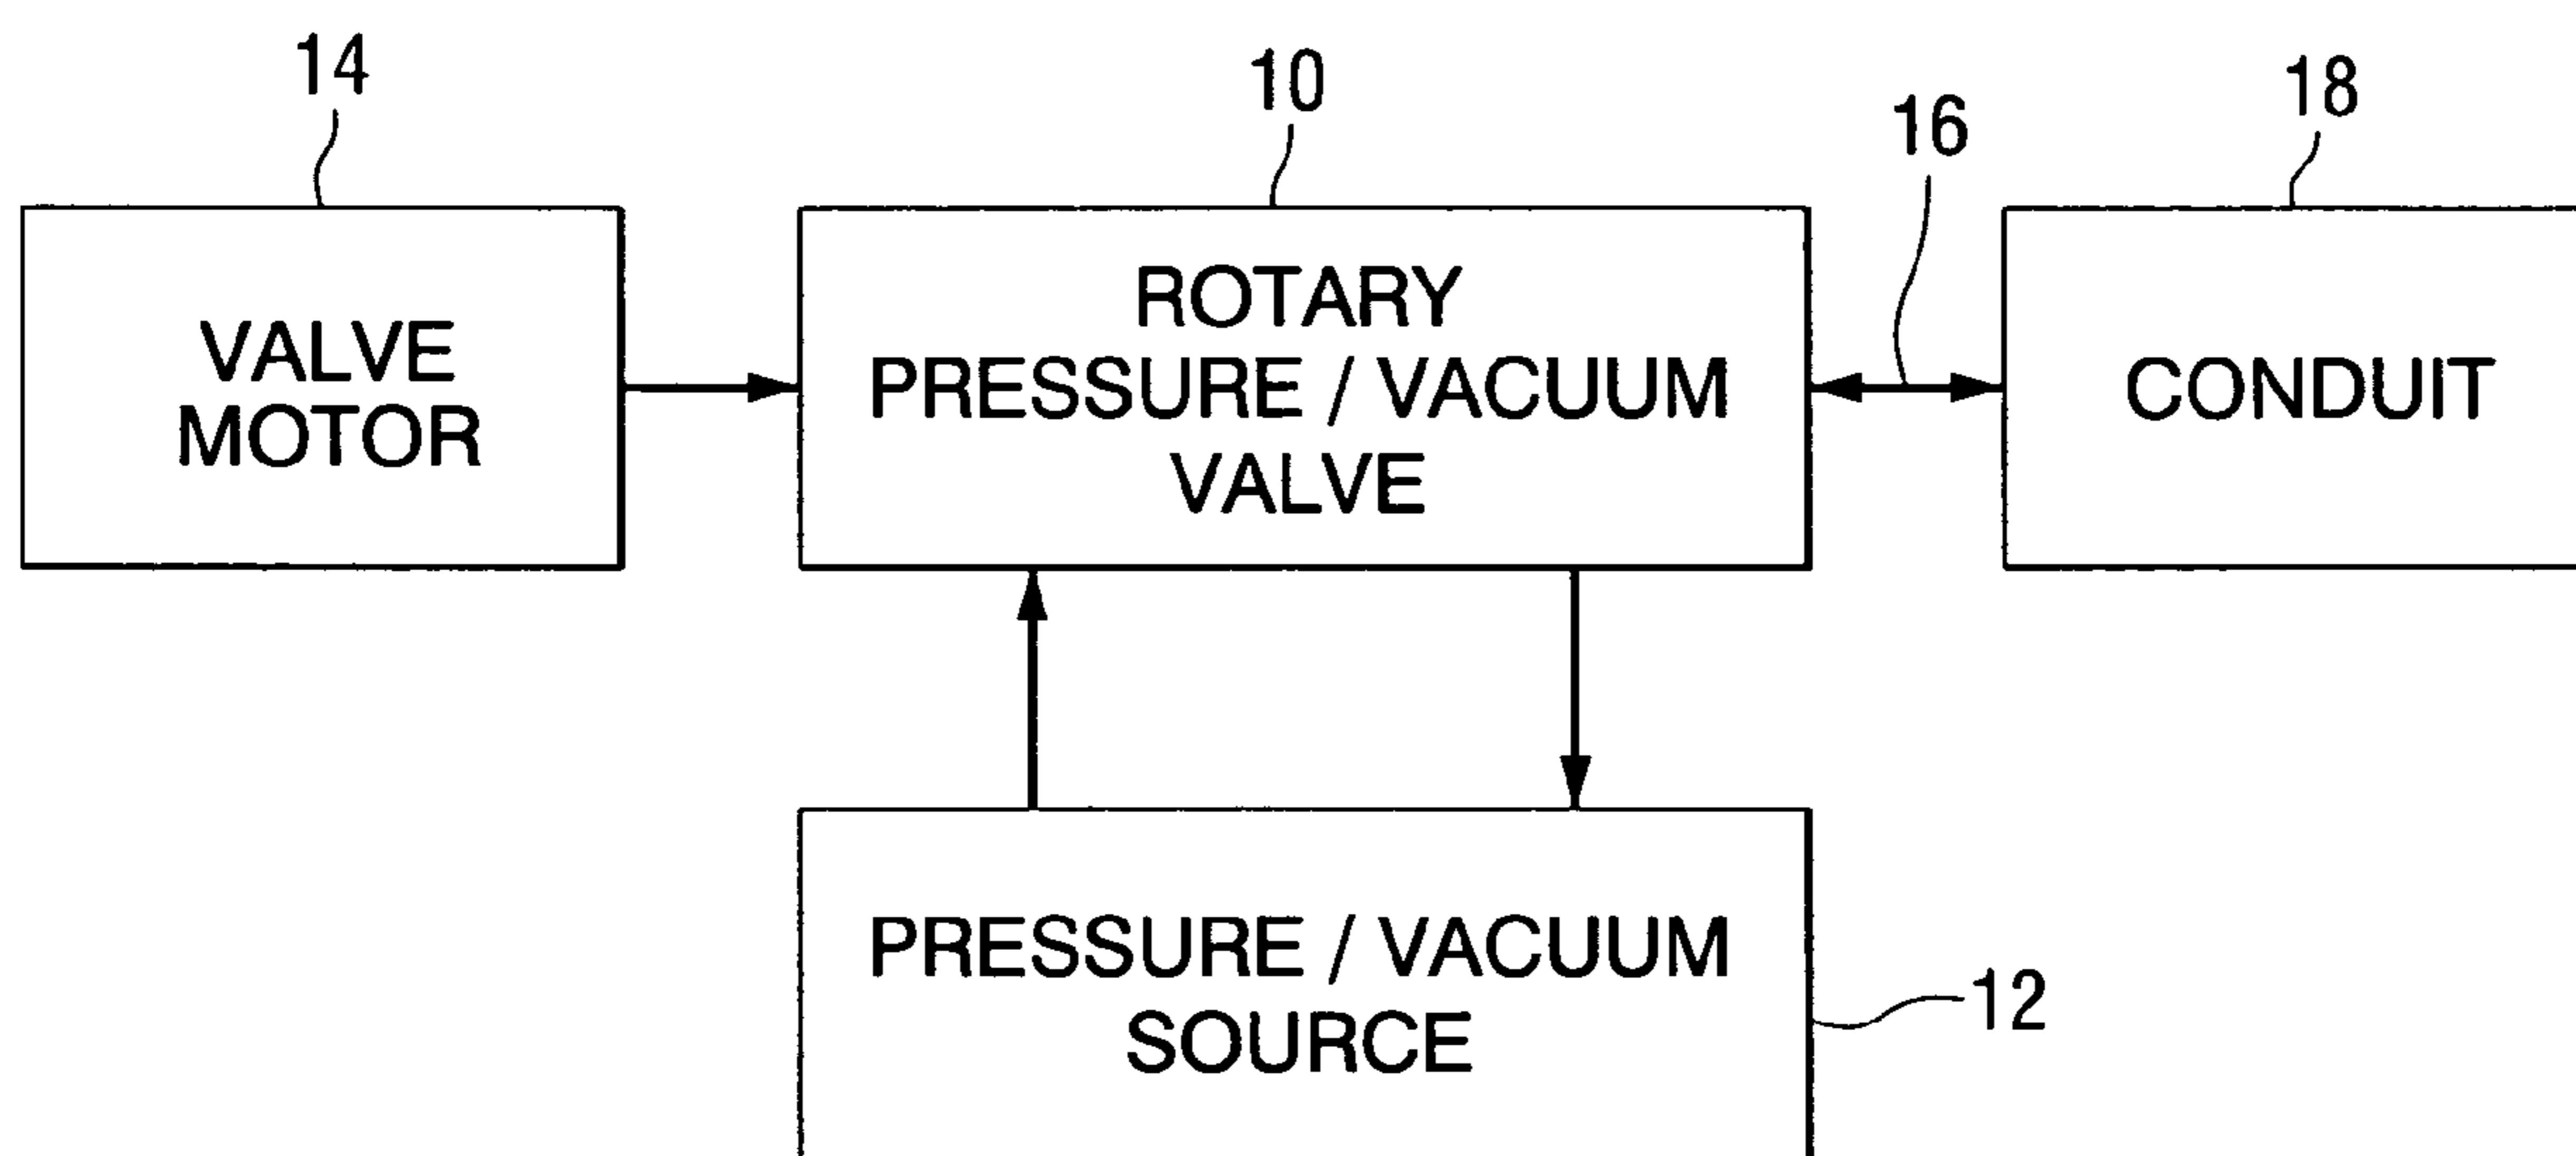 14
10
16
18
VALVE
MOTOR
ROTARY
PRESSURE / VACUUM
VALVE
CONDUIT
PRESSURE / VACUUM
SOURCE
12